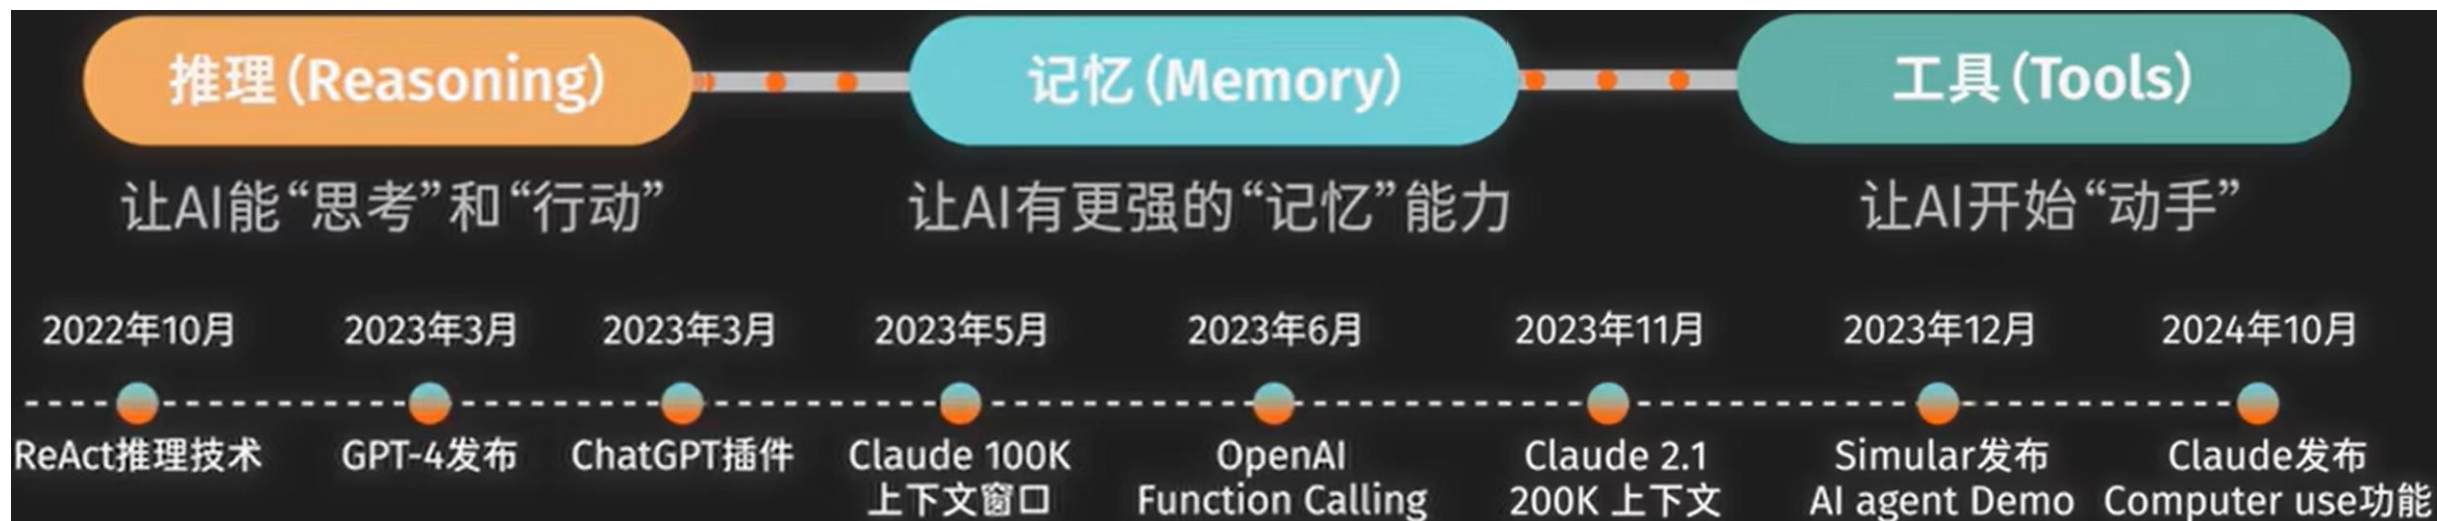 推理(Reasoning)
记忆(Memory)
工具(Tools)
让AI能“思考”和“行动”
让AI有更强的“记忆”能力
让AI开始“动手”
2022年10月
2023年3月
2023年3月
2023年5月
2023年6月
2023年11月
2023年12月
2024年10月
ReAct推理技术
GPT-4发布
ChatGPT插件
Claude 100K
上下文窗口
OpenAI
Function Calling
Claude 2.1
200K 上下文
Simular发布
AI agent Demo
Claude发布
Computer use功能